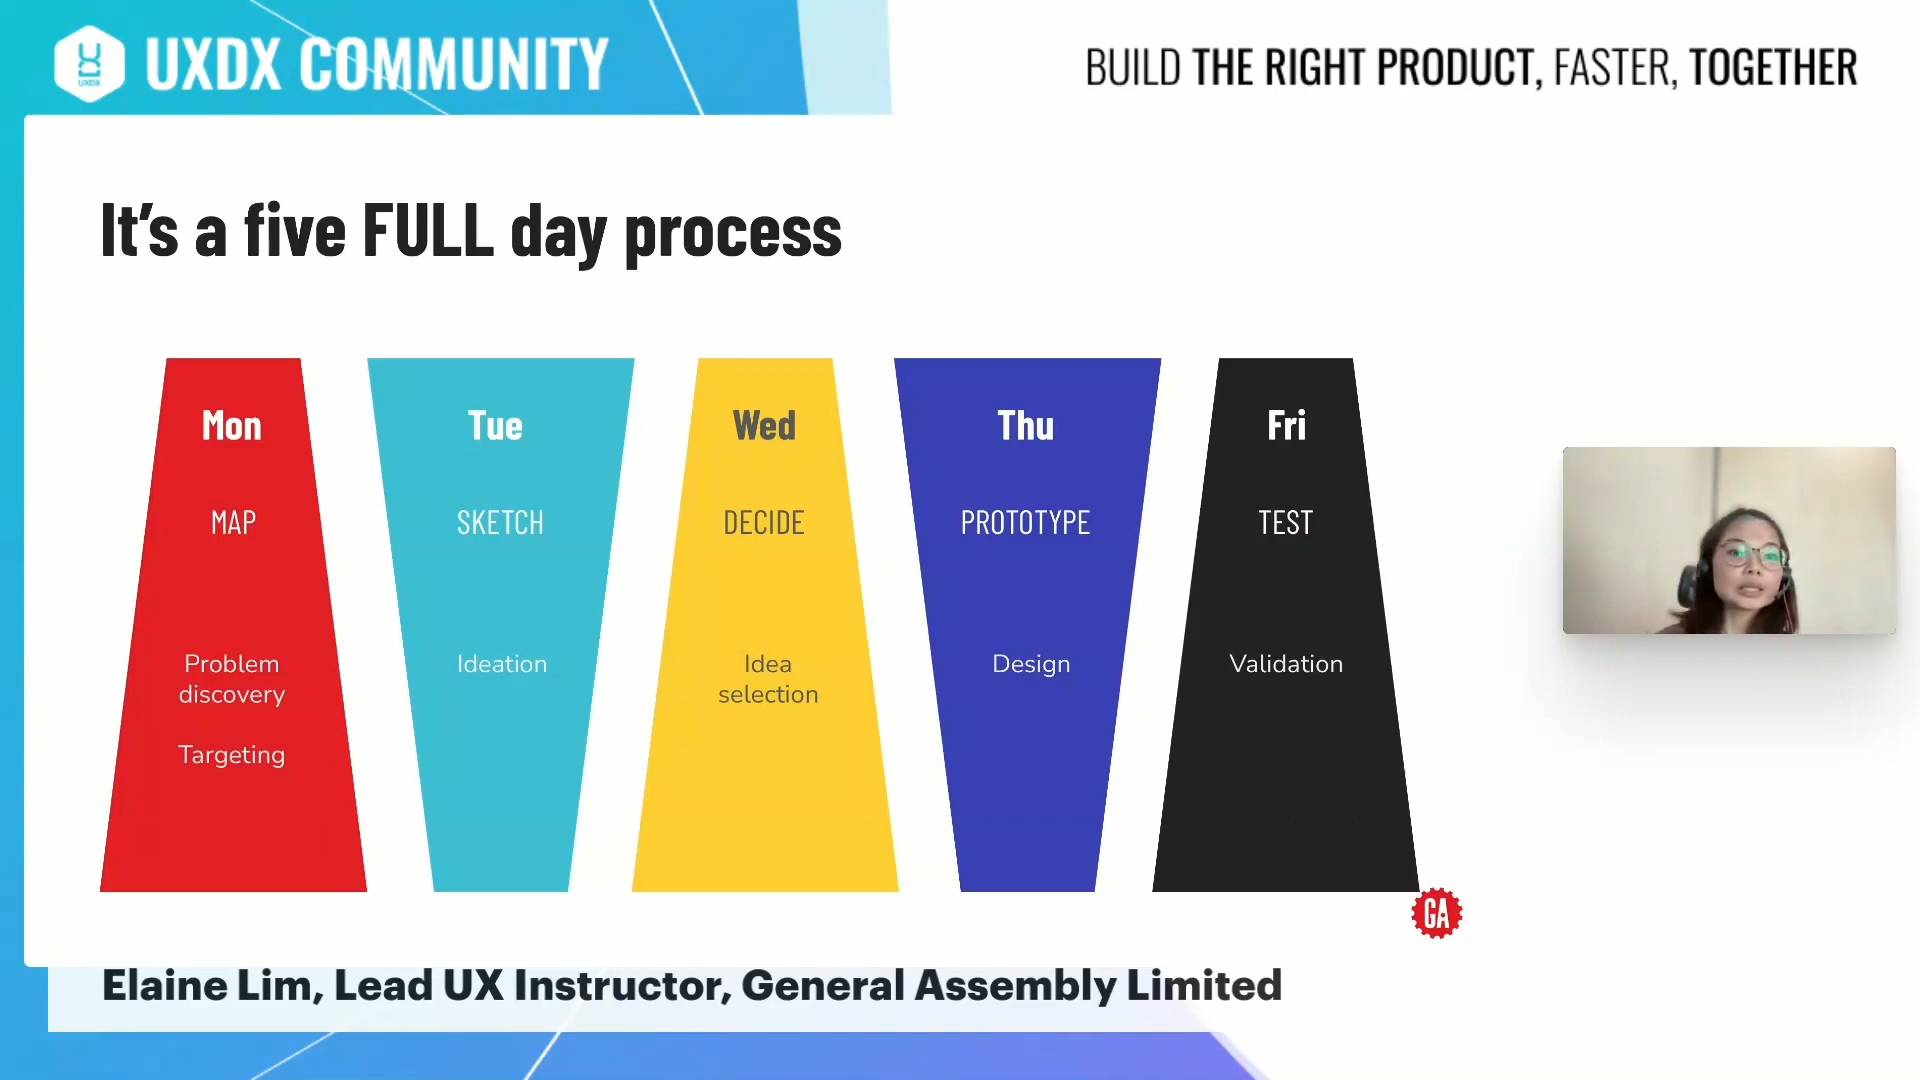 UXDX
UXDX COMMUNITY
BUILD THE RIGHT PRODUCT, FASTER, TOGETHER
It's a five FULL day process
Mon
MAP
Problem
discovery
Targeting
Tue
SKETCH
Ideation
Wed
DECIDE
Idea
selection
Thu
PROTOTYPE
Design
Fri
TEST
Validation
GA
Elaine Lim, Lead UX Instructor, General Assembly Limited